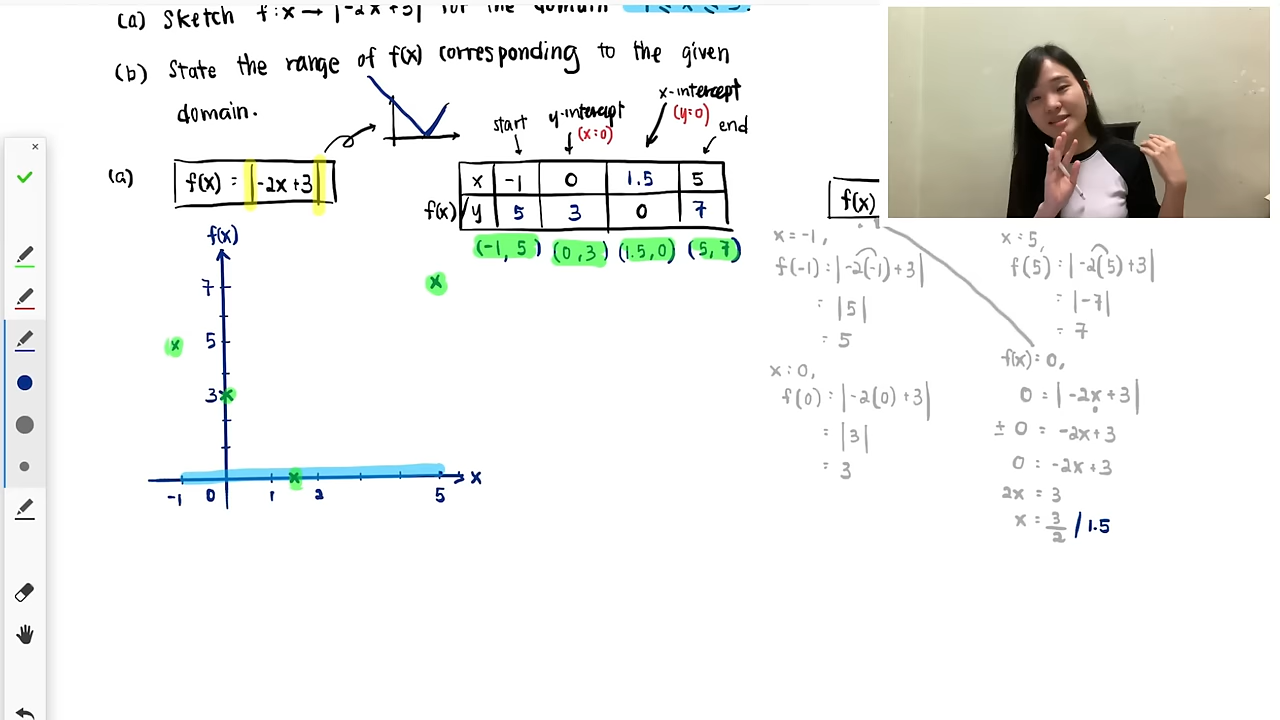 (a) Sketch f : x → |-2x+3| for the domain -1 ≤ x ≤ 5.
(b) State the range of f(x) corresponding to the given
domain.
(a)
f(x) = |-2x+3|
start
y-intercept
(x=0)
x-intercept
(y=0)
end
x -1 0 1.5 5
f(x)/y 5 3 0 7
(-1, 5) (0, 3) (1.5, 0) (5, 7)
f(x)
7
5
3
-1 0 1 2 5 x
f(x)
x = -1,
f(-1) = |-2(-1)+3|
= |5|
= 5
x = 0,
f(0) = |-2(0)+3|
= |3|
= 3
x = 5,
f(5) = |-2(5)+3|
= |-7|
= 7
f(x) = 0,
0 = |-2x+3|
± 0 = -2x+3
0 = -2x+3
2x = 3
x = 3/2 / 1.5